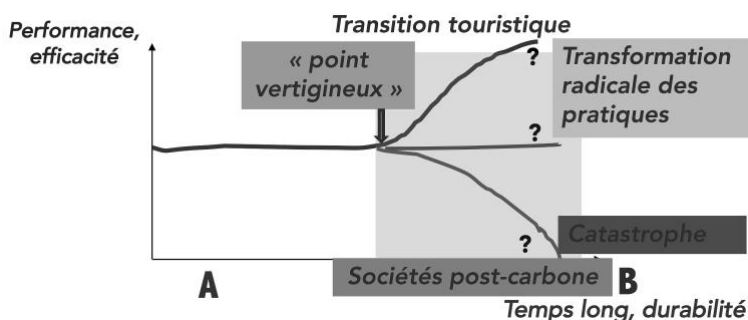 Transition touristique
Performance,
efficacité
« point
vertigineux »
?
Transformation
radicale des
pratiques
?
?
Catastrophe
Sociétés post-carbone
A
B
Temps long, durabilité